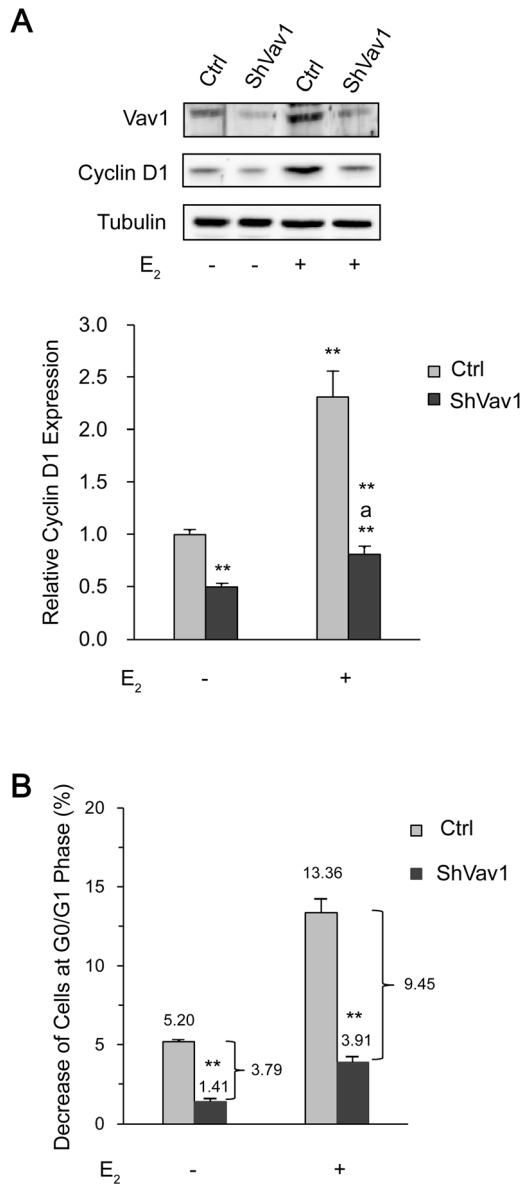 A
Ctrl ShVav1 Ctrl ShVav1
Vav1
Cyclin D1
Tubulin
E2 - - + +
Relative Cyclin D1 Expression
3.0
2.5
2.0
1.5
1.0
0.5
0.0
**
**
**
a
**
Ctrl
ShVav1
E2 - +
B
Decrease of Cells at G0/G1 Phase (%)
20
15
10
5
0
5.20
**
1.41
3.79
13.36
**
3.91
9.45
Ctrl
ShVav1
E2 - +